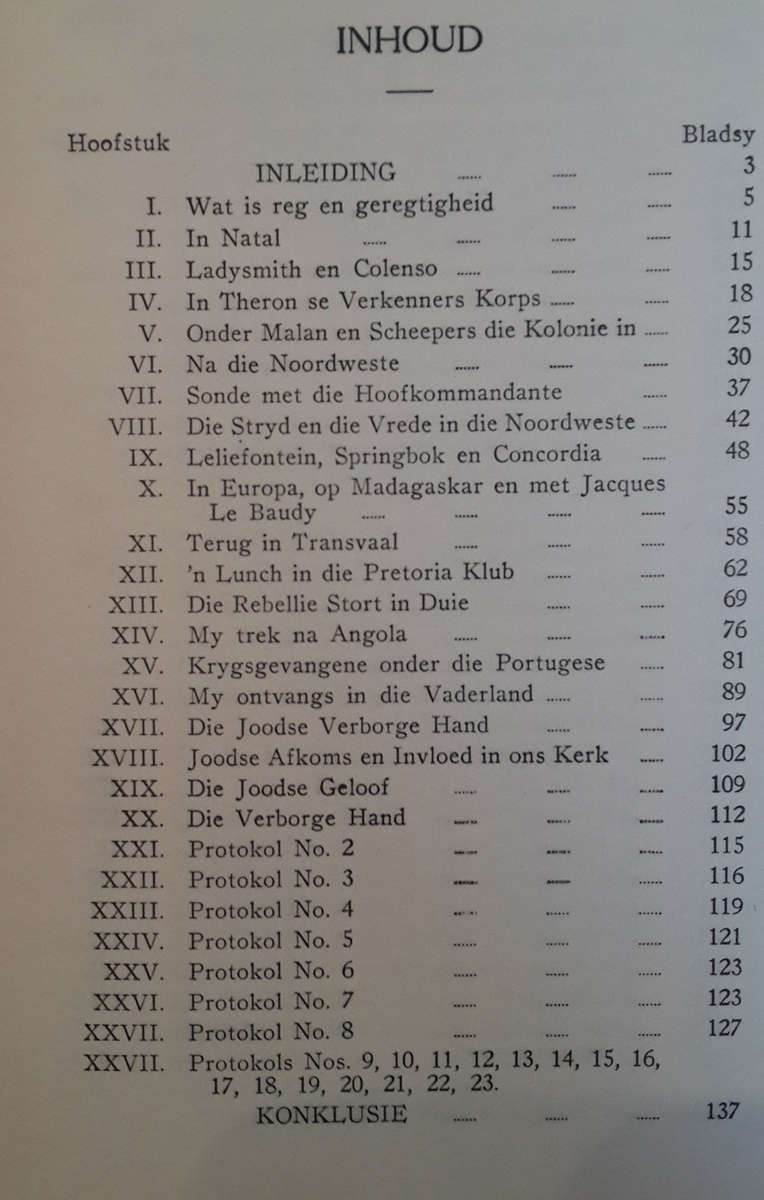 INHOUD
Hoofstuk Bladsy
INLEIDING ...... ...... ...... 3
I. Wat is reg en geregtigheid ...... ...... 5
II. In Natal ...... ...... ...... ...... 11
III. Ladysmith en Colenso ...... ...... ...... 15
IV. In Theron se Verkenners Korps ...... ...... 18
V. Onder Malan en Scheepers die Kolonie in ...... 25
VI. Na die Noordweste ...... ...... ...... 30
VII. Sonde met die Hoofkommandante ...... 37
VIII. Die Stryd en die Vrede in die Noordweste ...... 42
IX. Leliefontein, Springbok en Concordia ...... 48
X. In Europa, op Madagaskar en met Jacques
Le Baudy ...... ...... ...... ...... 55
XI. Terug in Transvaal ...... ...... ...... 58
XII. 'n Lunch in die Pretoria Klub ...... ...... 62
XIII. Die Rebellie Stort in Duie ...... ...... 69
XIV. My trek na Angola ...... ...... ...... 76
XV. Krygsgevangene onder die Portugese ...... 81
XVI. My ontvangs in die Vaderland ...... ...... 89
XVII. Die Joodse Verborge Hand ...... ...... 97
XVIII. Joodse Afkoms en Invloed in ons Kerk ...... 102
XIX. Die Joodse Geloof ...... ...... ...... 109
XX. Die Verborge Hand ...... ...... ...... 112
XXI. Protokol No. 2 ...... ...... ...... 115
XXII. Protokol No. 3 ...... ...... ...... 116
XXIII. Protokol No. 4 ...... ...... ...... 119
XXIV. Protokol No. 5 ...... ...... ...... 121
XXV. Protokol No. 6 ...... ...... ...... 123
XXVI. Protokol No. 7 ...... ...... ...... 123
XXVII. Protokol No. 8 ...... ...... ...... 127
XXVII. Protokols Nos. 9, 10, 11, 12, 13, 14, 15, 16,
17, 18, 19, 20, 21, 22, 23.
KONKLUSIE ...... ...... ...... 137